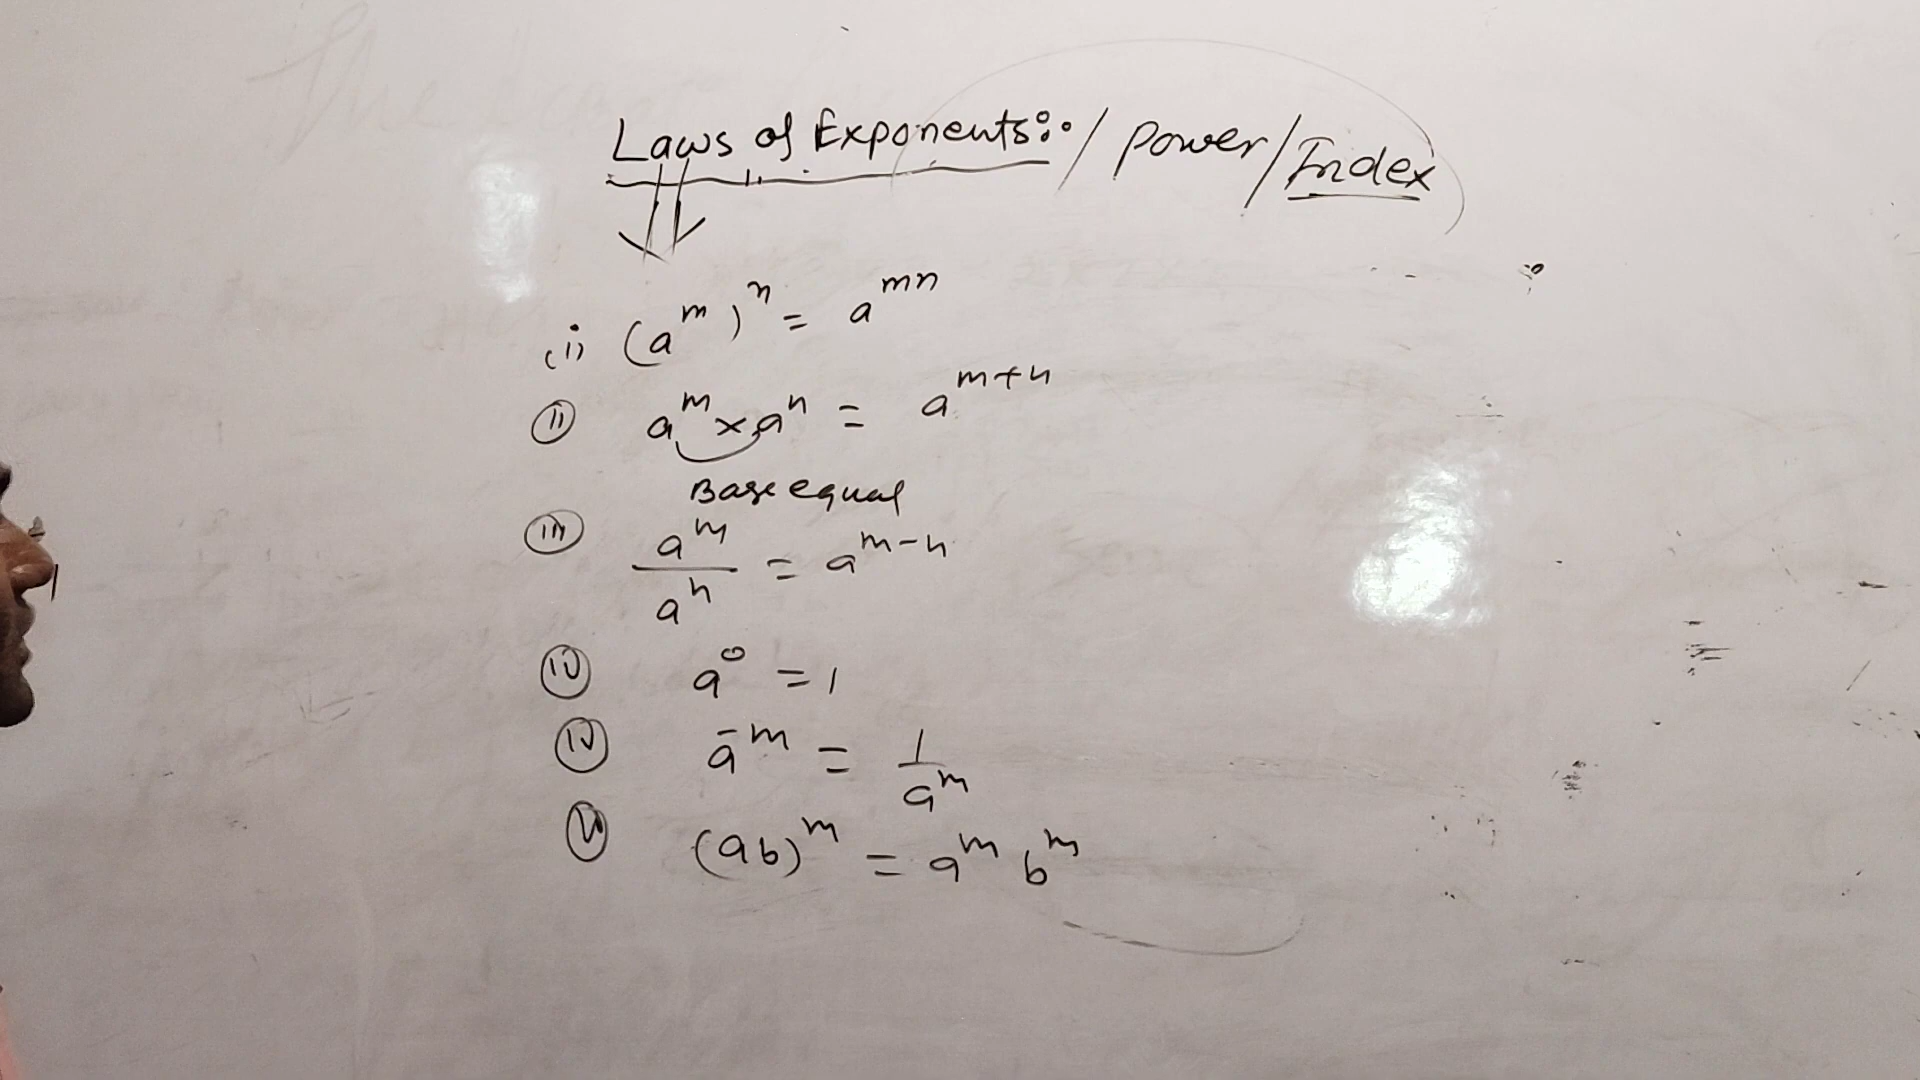 Laws of Exponents:. / Power / Index
(i) (a^m)^n = a^mn
(ii) a^m × a^n = a^m+n
Base equal
(iii) a^m / a^n = a^m-n
(iv) a^0 = 1
(iv) a^-m = 1 / a^m
(v) (ab)^m = a^m b^m